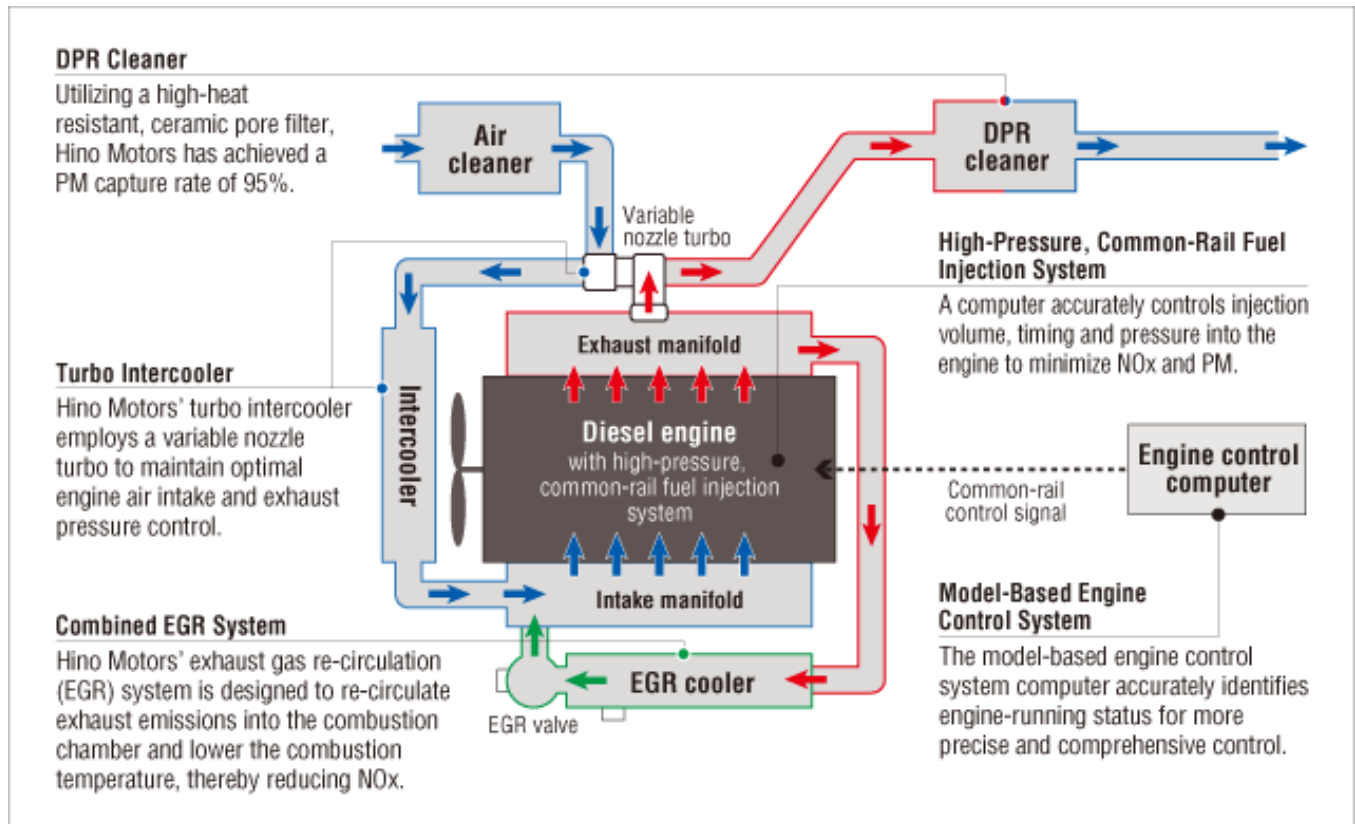 DPR Cleaner
Utilizing a high-heat
resistant, ceramic pore filter,
Hino Motors has achieved a
PM capture rate of 95%.
Air
cleaner
DPR
cleaner
Variable
nozzle turbo
High-Pressure, Common-Rail Fuel
Injection System
A computer accurately controls injection
volume, timing and pressure into the
engine to minimize NOx and PM.
Exhaust manifold
Turbo Intercooler
Hino Motors’ turbo intercooler
employs a variable nozzle
turbo to maintain optimal
engine air intake and exhaust
pressure control.
Intercooler
Diesel engine
with high-pressure,
common-rail fuel injection
system
Common-rail
control signal
Engine control
computer
Intake manifold
Combined EGR System
Hino Motors’ exhaust gas re-circulation
(EGR) system is designed to re-circulate
exhaust emissions into the combustion
chamber and lower the combustion
temperature, thereby reducing NOx.
EGR cooler
EGR valve
Model-Based Engine
Control System
The model-based engine control
system computer accurately identifies
engine-running status for more
precise and comprehensive control.